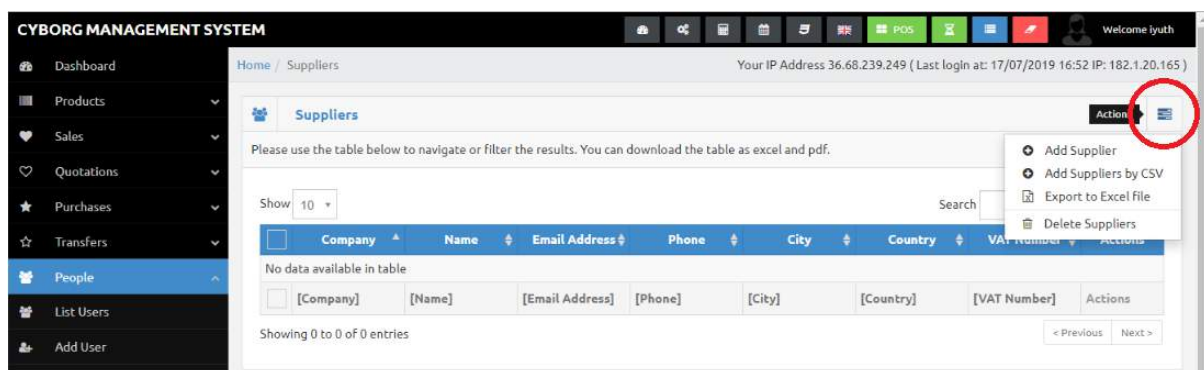 CYBORG MANAGEMENT SYSTEM
POS
Welcome iyuth
Dashboard
Products
Sales
Quotations
Purchases
Transfers
People
List Users
Add User
Home / Suppliers
Your IP Address 36.68.239.249 ( Last login at: 17/07/2019 16:52 IP: 182.1.20.165 )
Suppliers
Action
Please use the table below to navigate or filter the results. You can download the table as excel and pdf.
Add Supplier
Add Suppliers by CSV
Export to Excel file
Delete Suppliers
Show 10
Search
Company Name Email Address Phone City Country VAT Number Actions
No data available in table
[Company] [Name] [Email Address] [Phone] [City] [Country] [VAT Number] Actions
Showing 0 to 0 of 0 entries
< Previous Next >